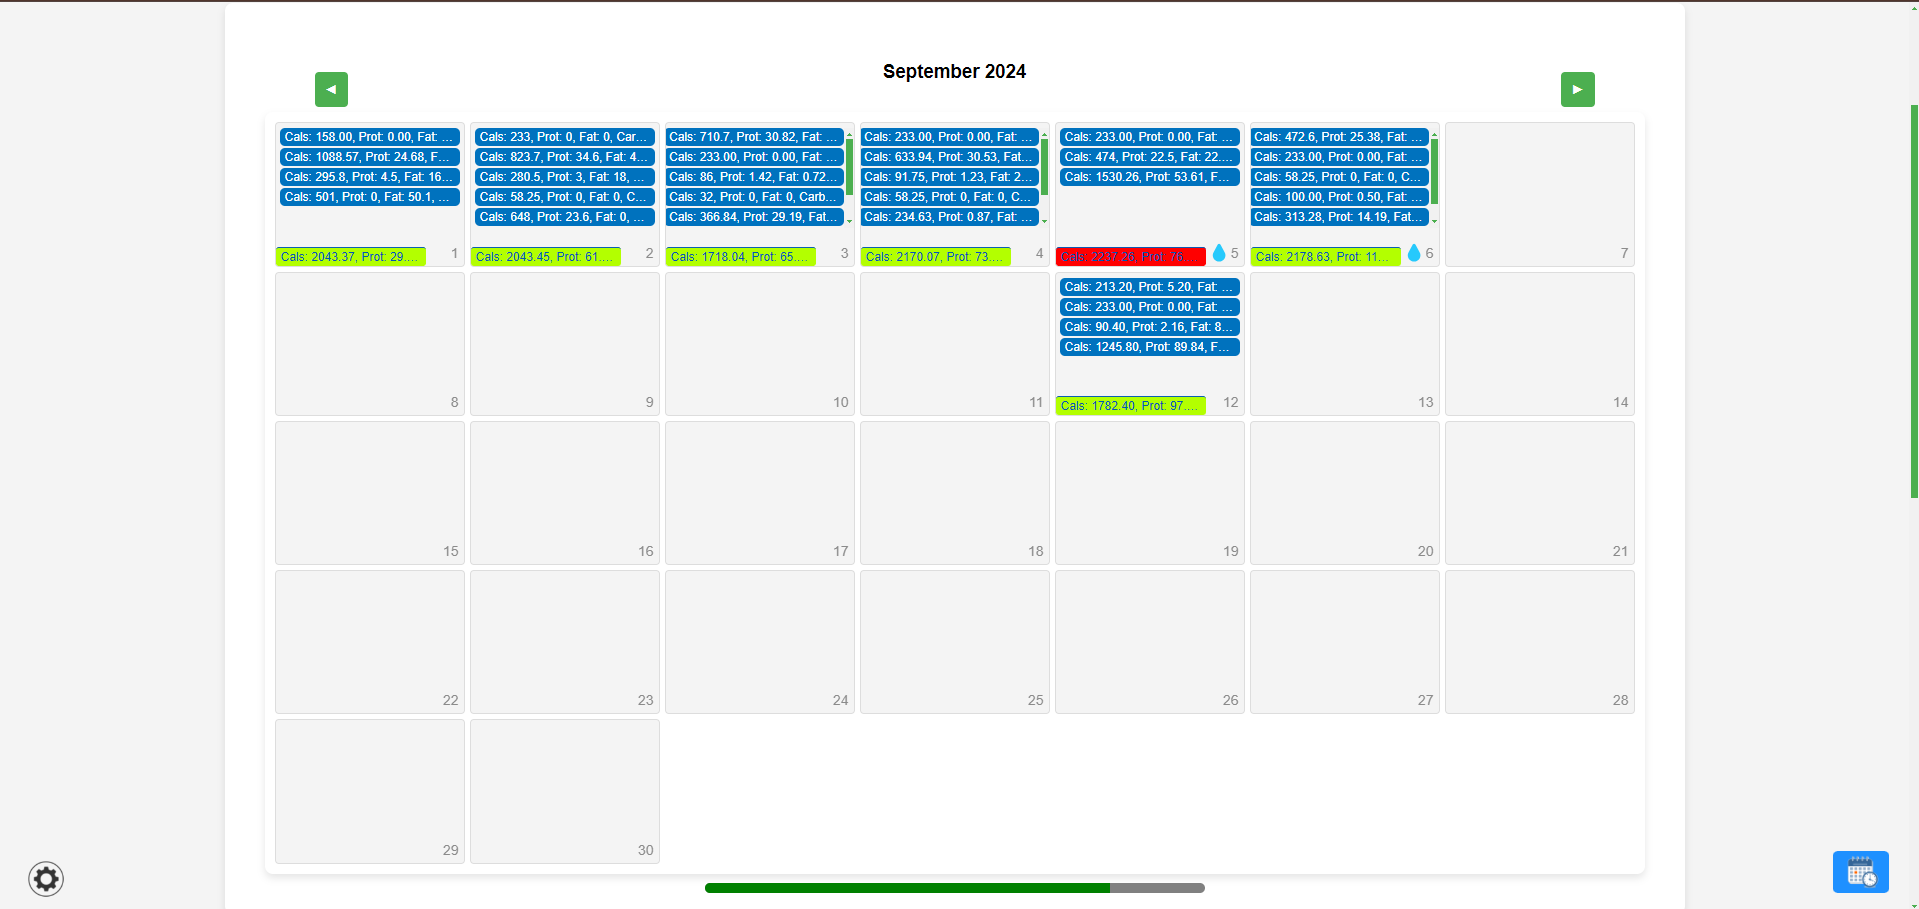 September 2024
◄
►
Cals: 158.00, Prot: 0.00, Fat: ...
Cals: 1088.57, Prot: 24.68, F...
Cals: 295.8, Prot: 4.5, Fat: 16...
Cals: 501, Prot: 0, Fat: 50.1, ...
Cals: 2043.37, Prot: 29....
1
Cals: 233, Prot: 0, Fat: 0, Car...
Cals: 823.7, Prot: 34.6, Fat: 4...
Cals: 280.5, Prot: 3, Fat: 18, ...
Cals: 58.25, Prot: 0, Fat: 0, C...
Cals: 648, Prot: 23.6, Fat: 0, ...
Cals: 2043.45, Prot: 61....
2
Cals: 710.7, Prot: 30.82, Fat: ...
Cals: 233.00, Prot: 0.00, Fat: ...
Cals: 86, Prot: 1.42, Fat: 0.72...
Cals: 32, Prot: 0, Fat: 0, Carb...
Cals: 366.84, Prot: 29.19, Fat...
Cals: 1718.04, Prot: 65....
3
Cals: 233.00, Prot: 0.00, Fat: ...
Cals: 633.94, Prot: 30.53, Fat...
Cals: 91.75, Prot: 1.23, Fat: 2...
Cals: 58.25, Prot: 0, Fat: 0, C...
Cals: 234.63, Prot: 0.87, Fat: ...
Cals: 2170.07, Prot: 73....
4
Cals: 233.00, Prot: 0.00, Fat: ...
Cals: 474, Prot: 22.5, Fat: 22....
Cals: 1530.26, Prot: 53.61, F...
Cals: 2237.26, Prot: 76....
5
Cals: 472.6, Prot: 25.38, Fat: ...
Cals: 233.00, Prot: 0.00, Fat: ...
Cals: 58.25, Prot: 0, Fat: 0, C...
Cals: 100.00, Prot: 0.50, Fat: ...
Cals: 313.28, Prot: 14.19, Fat...
Cals: 2178.63, Prot: 11...
6
7
8
9
10
11
Cals: 213.20, Prot: 5.20, Fat: ...
Cals: 233.00, Prot: 0.00, Fat: ...
Cals: 90.40, Prot: 2.16, Fat: 8...
Cals: 1245.80, Prot: 89.84, F...
Cals: 1782.40, Prot: 97....
12
13
14
15
16
17
18
19
20
21
22
23
24
25
26
27
28
29
30